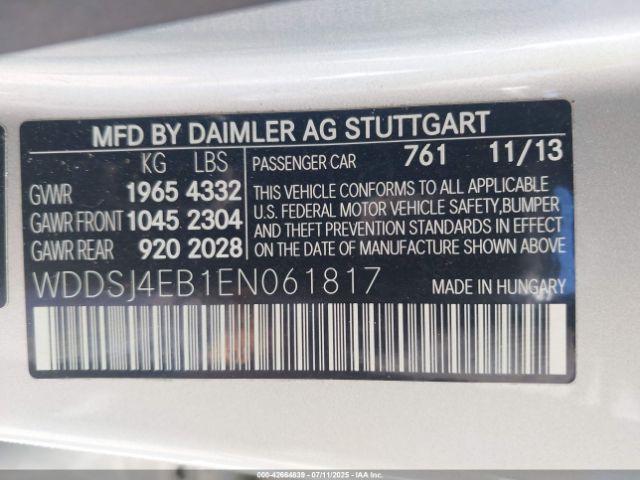 MFD BY DAIMLER AG STUTTGART
KG LBS
GVWR 1965 4332
GAWR FRONT 1045 2304
GAWR REAR 920 2028
PASSENGER CAR 761 11/13
THIS VEHICLE CONFORMS TO ALL APPLICABLE
U.S. FEDERAL MOTOR VEHICLE SAFETY,BUMPER
AND THEFT PREVENTION STANDARDS IN EFFECT
ON THE DATE OF MANUFACTURE SHOWN ABOVE
WDDSJ4EB1EN061817
MADE IN HUNGARY
000-42664839 - 07/11/2025 - IAA Inc.